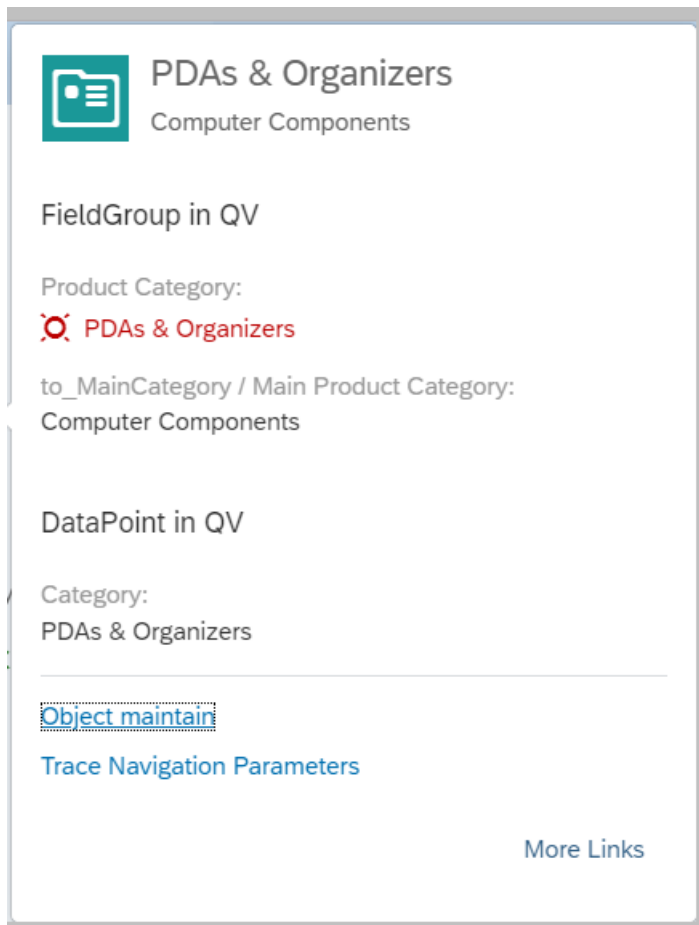 PDAs & Organizers
Computer Components
FieldGroup in QV
Product Category:
PDAs & Organizers
to_MainCategory / Main Product Category:
Computer Components
DataPoint in QV
Category:
PDAs & Organizers
Object maintain
Trace Navigation Parameters
More Links